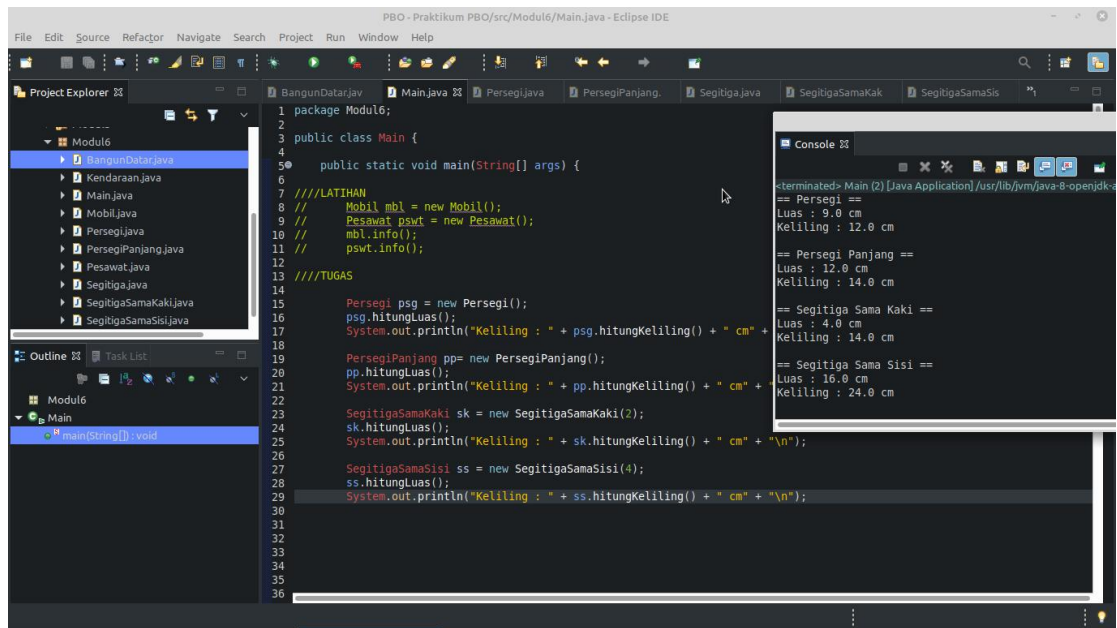 PBO - Praktikum PBO/src/Modul6/Main.java - Eclipse IDE
File Edit Source Refactor Navigate Search Project Run Window Help
Project Explorer
Modul6
BangunDatar.java
Kendaraan.java
Main.java
Mobil.java
Persegi.java
PersegiPanjang.java
Pesawat.java
Segitiga.java
SegitigaSamaKaki.java
SegitigaSamaSisi.java
Outline Task List
Modul6
Main
main(String[]) : void
BangunDatar.jav Main.java Persegi.java PersegiPanjang. Segitiga.java SegitigaSamaKak SegitigaSamaSis »1
1 package Modul6;
2
3 public class Main {
4
5 public static void main(String[] args) {
6
7 ////LATIHAN
8 // Mobil mbl = new Mobil();
9 // Pesawat pswt = new Pesawat();
10 // mbl.info();
11 // pswt.info();
12
13 ////TUGAS
14
15 Persegi psg = new Persegi();
16 psg.hitungLuas();
17 System.out.println("Keliling : " + psg.hitungKeliling() + " cm" +
18
19 PersegiPanjang pp= new PersegiPanjang();
20 pp.hitungLuas();
21 System.out.println("Keliling : " + pp.hitungKeliling() + " cm" + "
22
23 SegitigaSamaKaki sk = new SegitigaSamaKaki(2);
24 sk.hitungLuas();
25 System.out.println("Keliling : " + sk.hitungKeliling() + " cm" + "\n");
26
27 SegitigaSamaSisi ss = new SegitigaSamaSisi(4);
28 ss.hitungLuas();
29 System.out.println("Keliling : " + ss.hitungKeliling() + " cm" + "\n");
30
31
32
33
34
35
36
Console
<terminated> Main (2) [Java Application] /usr/lib/jvm/java-8-openjdk-a
== Persegi ==
Luas : 9.0 cm
Keliling : 12.0 cm
== Persegi Panjang ==
Luas : 12.0 cm
Keliling : 14.0 cm
== Segitiga Sama Kaki ==
Luas : 4.0 cm
Keliling : 14.0 cm
== Segitiga Sama Sisi ==
Luas : 16.0 cm
Keliling : 24.0 cm